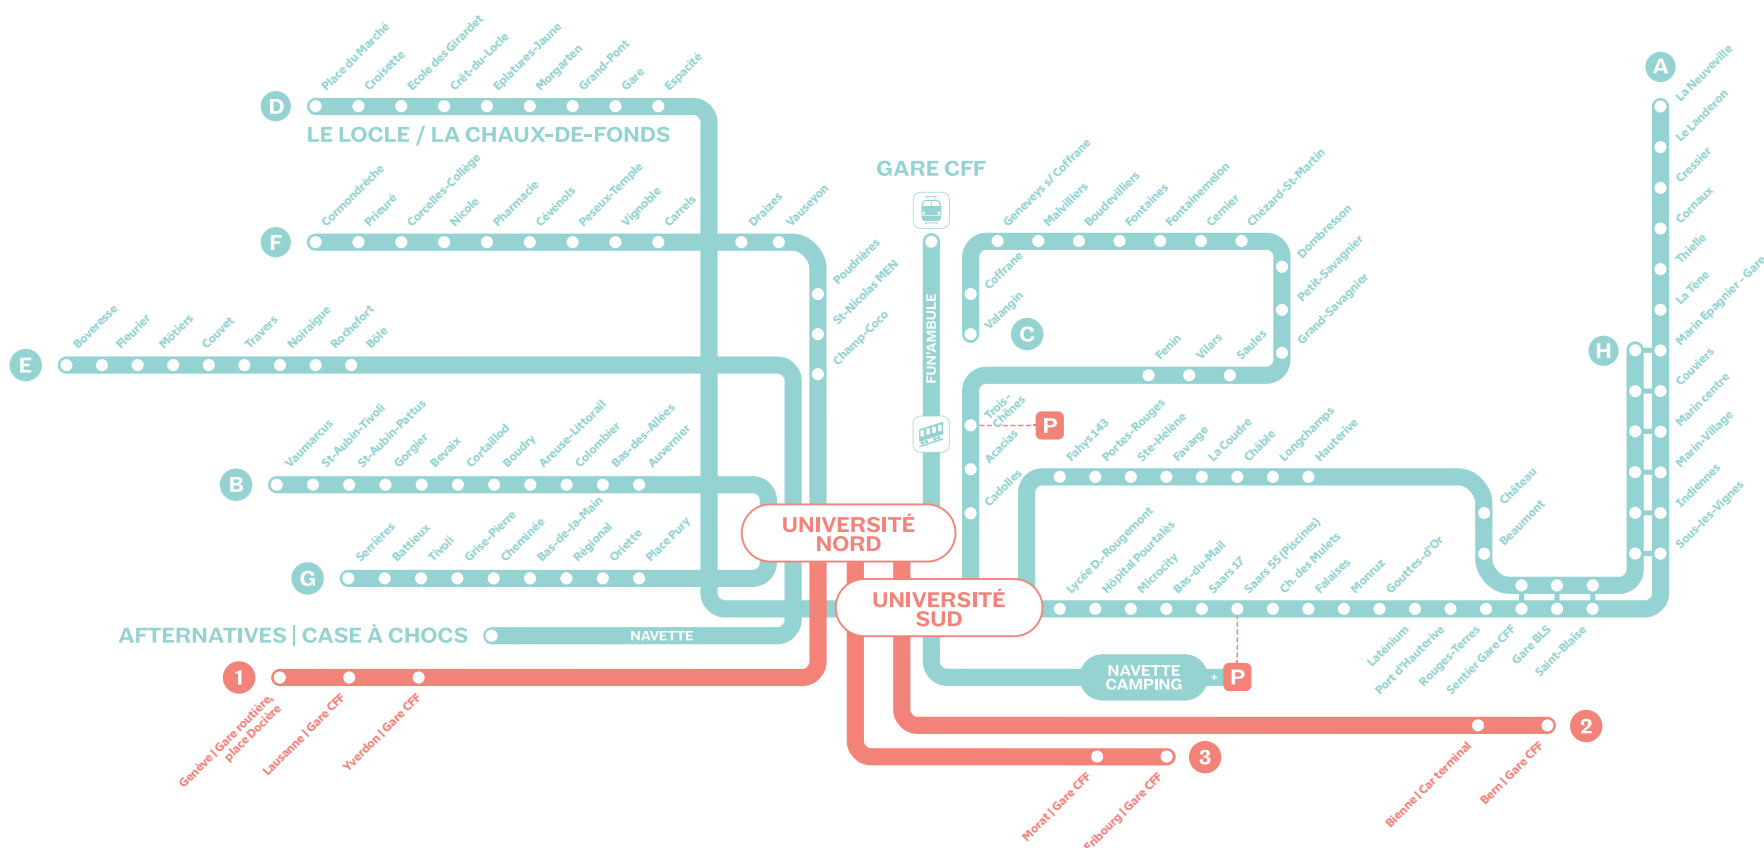 D
Place du Marché
Croisette
Ecole des Girardet
Crêt-du-Locle
Eplatures-Jaune
Morgarten
Grand-Pont
Gare
Espacité
LE LOCLE / LA CHAUX-DE-FONDS
F
Cormondrèche
Prieuré
Corcelles-Collège
Nicole
Pharmacie
Cévénols
Peseux-Temple
Vignoble
Carrels
Draizes
Vauseyon
Poudrières
St-Nicolas MEN
Champ-Coco
E
Boveresse
Fleurier
Môtiers
Couvet
Travers
Noiraigue
Rochefort
Bôle
B
Vaumarcus
St-Aubin-Tivoli
St-Aubin-Pattus
Gorgier
Bevaix
Cortaillod
Boudry
Areuse-Littorail
Colombier
Bas-des-Allées
Auvernier
G
Serrières
Battieux
Tivoli
Grise-Pierre
Cheminée
Bas-de-la-Main
Régional
Oriette
Place Pury
AFTERNATIVES | CASE À CHOCS
NAVETTE
1
Genève | Gare routière,
place Docière
Lausanne | Gare CFF
Yverdon | Gare CFF
GARE CFF
FUN'AMBULE
UNIVERSITÉ
NORD
UNIVERSITÉ
SUD
C
Valangin
Coffrane
Geneveys s/ Coffrane
Malvilliers
Boudevilliers
Fontaines
Fontainemelon
Cernier
Chézard-St-Martin
Dombresson
Petit-Savagnier
Grand-Savagnier
Saules
Vilars
Fenin
Trois-
Chênes
P
Acacias
Cadolles
Fahys 143
Portes-Rouges
Ste-Hélène
Favarge
La Coudre
Châble
Longchamps
Hauterive
Château
Beaumont
Lycée D.-Rougemont
Hôpital Pourtalès
Microcity
Bas-du-Mail
Saars 17
Saars 55 (Piscines)
Ch. des Mulets
Falaises
Monruz
Gouttes-d'Or
Laténium
Port d'Hauterive
Rouges-Terres
Sentier Gare CFF
Gare BLS
Saint-Blaise
A
La Neuveville
Le Landeron
Cressier
Cornaux
Thielle
La Tène
H
Marin Epagnier - Gare
Couviers
Marin centre
Marin-Village
Indiennes
Sous-les-Vignes
NAVETTE
CAMPING
+
P
2
Bienne | Car terminal
Bern | Gare CFF
3
Morat | Gare CFF
Fribourg | Gare CFF